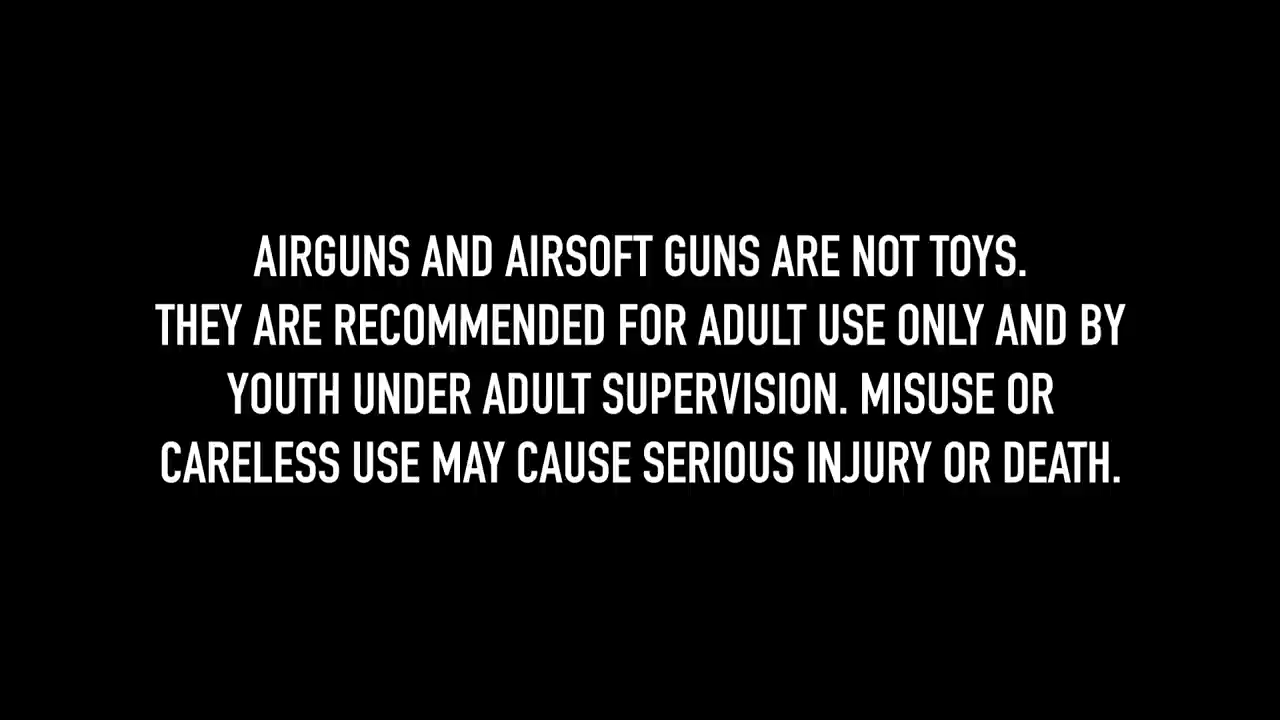 AIRGUNS AND AIRSOFT GUNS ARE NOT TOYS.
THEY ARE RECOMMENDED FOR ADULT USE ONLY AND BY
YOUTH UNDER ADULT SUPERVISION. MISUSE OR
CARELESS USE MAY CAUSE SERIOUS INJURY OR DEATH.